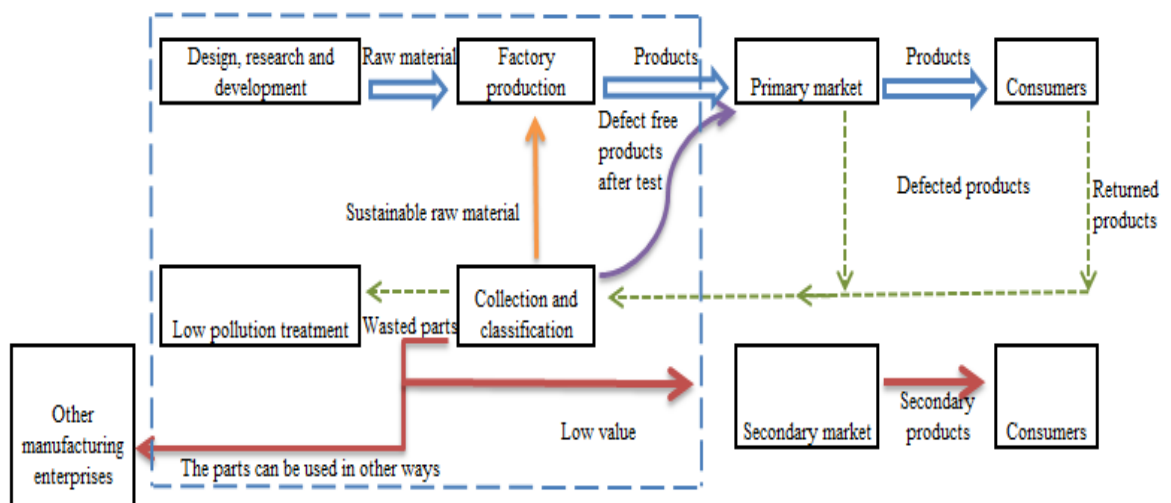 Design, research and
development
Raw material
Factory
production
Products
Primary market
Products
Consumers
Defect free
products
after test
Defected products
Returned
products
Sustainable raw material
Low pollution treatment
Wasted parts
Collection and
classification
Other
manufacturing
enterprises
The parts can be used in other ways
Low value
Secondary market
Secondary
products
Consumers